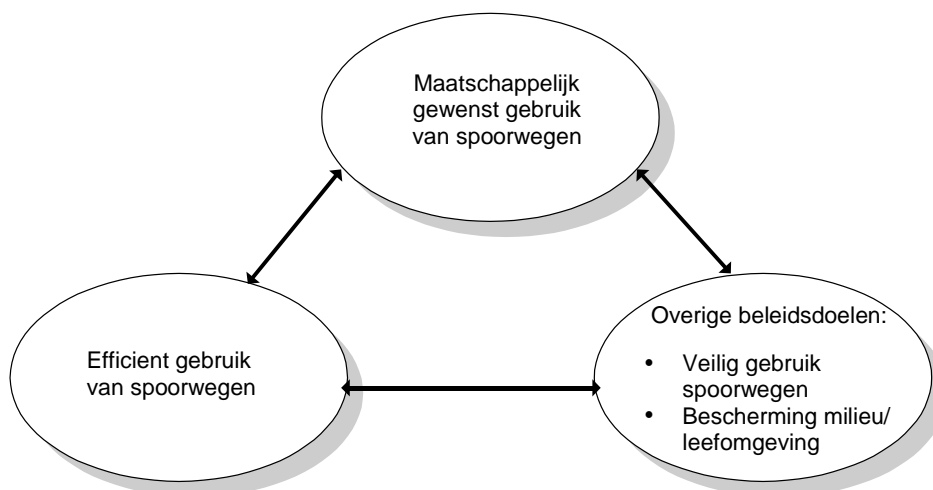 Maatschappelijk
gewenst gebruik
van spoorwegen
Efficient gebruik
van spoorwegen
Overige beleidsdoelen:
• Veilig gebruik
spoorwegen
• Bescherming milieu/
leefomgeving